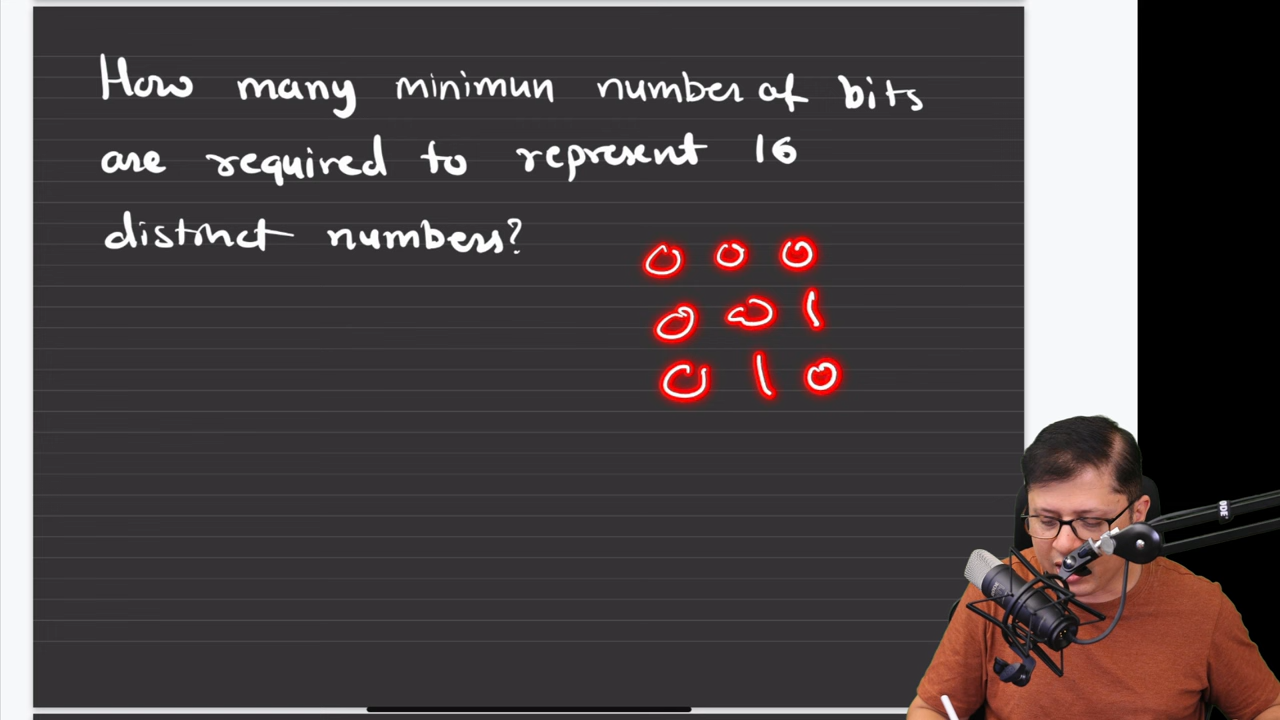 How many minimun number of bits
are required to represent 16
distinct numbers?
0 0 0
0 0 1
0 1 0